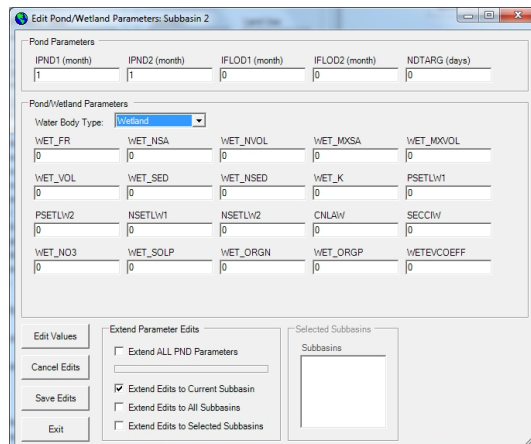 Edit Pond/Wetland Parameters: Subbasin 2
Pond Parameters
IPND1 (month) IPND2 (month) IFLOD1 (month) IFLOD2 (month) NDTARG (days)
1 1 0 0 0
Pond/Wetland Parameters
Water Body Type: Wetland
WET_FR WET_NSA WET_NVOL WET_MXSA WET_MXVOL
0 0 0 0 0
WET_VOL WET_SED WET_NSED WET_K PSETLW1
0 0 0 0 0
PSETLW2 NSETLW1 NSETLW2 CNLAW SECCIW
0 0 0 0 0
WET_NO3 WET_SOLP WET_ORGN WET_ORGP WETEVCOEFF
0 0 0 0 0
Edit Values
Cancel Edits
Save Edits
Exit
Extend Parameter Edits
Extend ALL PND Parameters
Extend Edits to Current Subbasin
Extend Edits to All Subbasins
Extend Edits to Selected Subbasins
Selected Subbasins
Subbasins